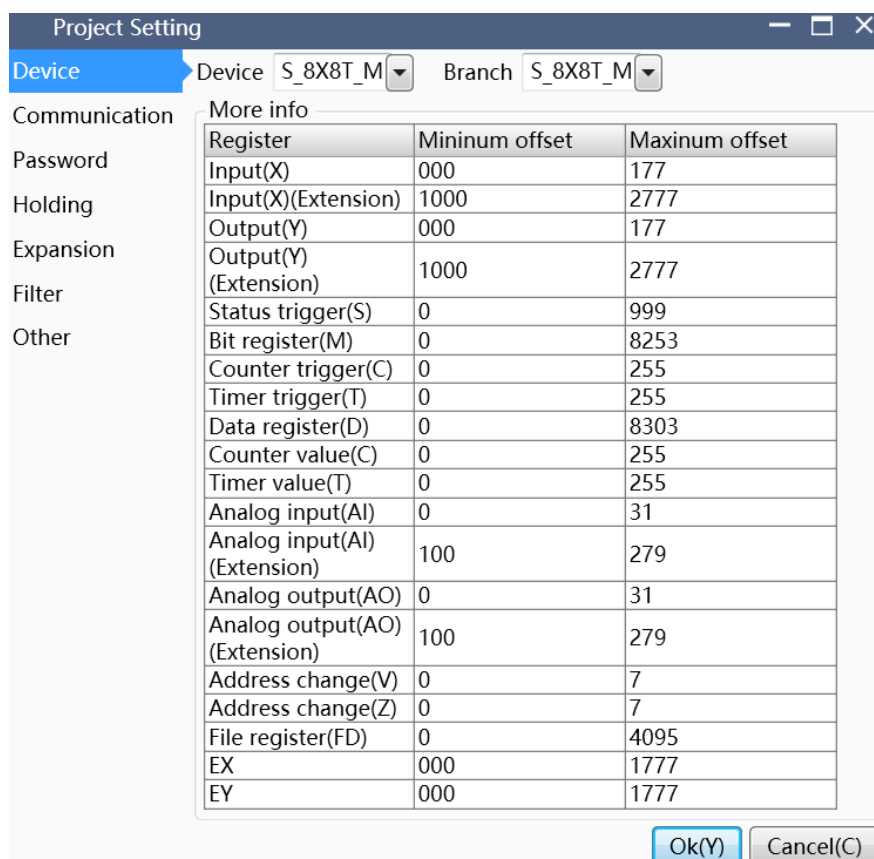 Project Setting
Device Device S_8X8T_M Branch S_8X8T_M
Communication
Password
Holding
Expansion
Filter
Other
More info
Register Mininum offset Maxinum offset
Input(X) 000 177
Input(X)(Extension) 1000 2777
Output(Y) 000 177
Output(Y)
(Extension) 1000 2777
Status trigger(S) 0 999
Bit register(M) 0 8253
Counter trigger(C) 0 255
Timer trigger(T) 0 255
Data register(D) 0 8303
Counter value(C) 0 255
Timer value(T) 0 255
Analog input(AI) 0 31
Analog input(AI)
(Extension) 100 279
Analog output(AO) 0 31
Analog output(AO)
(Extension) 100 279
Address change(V) 0 7
Address change(Z) 0 7
File register(FD) 0 4095
EX 000 1777
EY 000 1777
Ok(Y) Cancel(C)